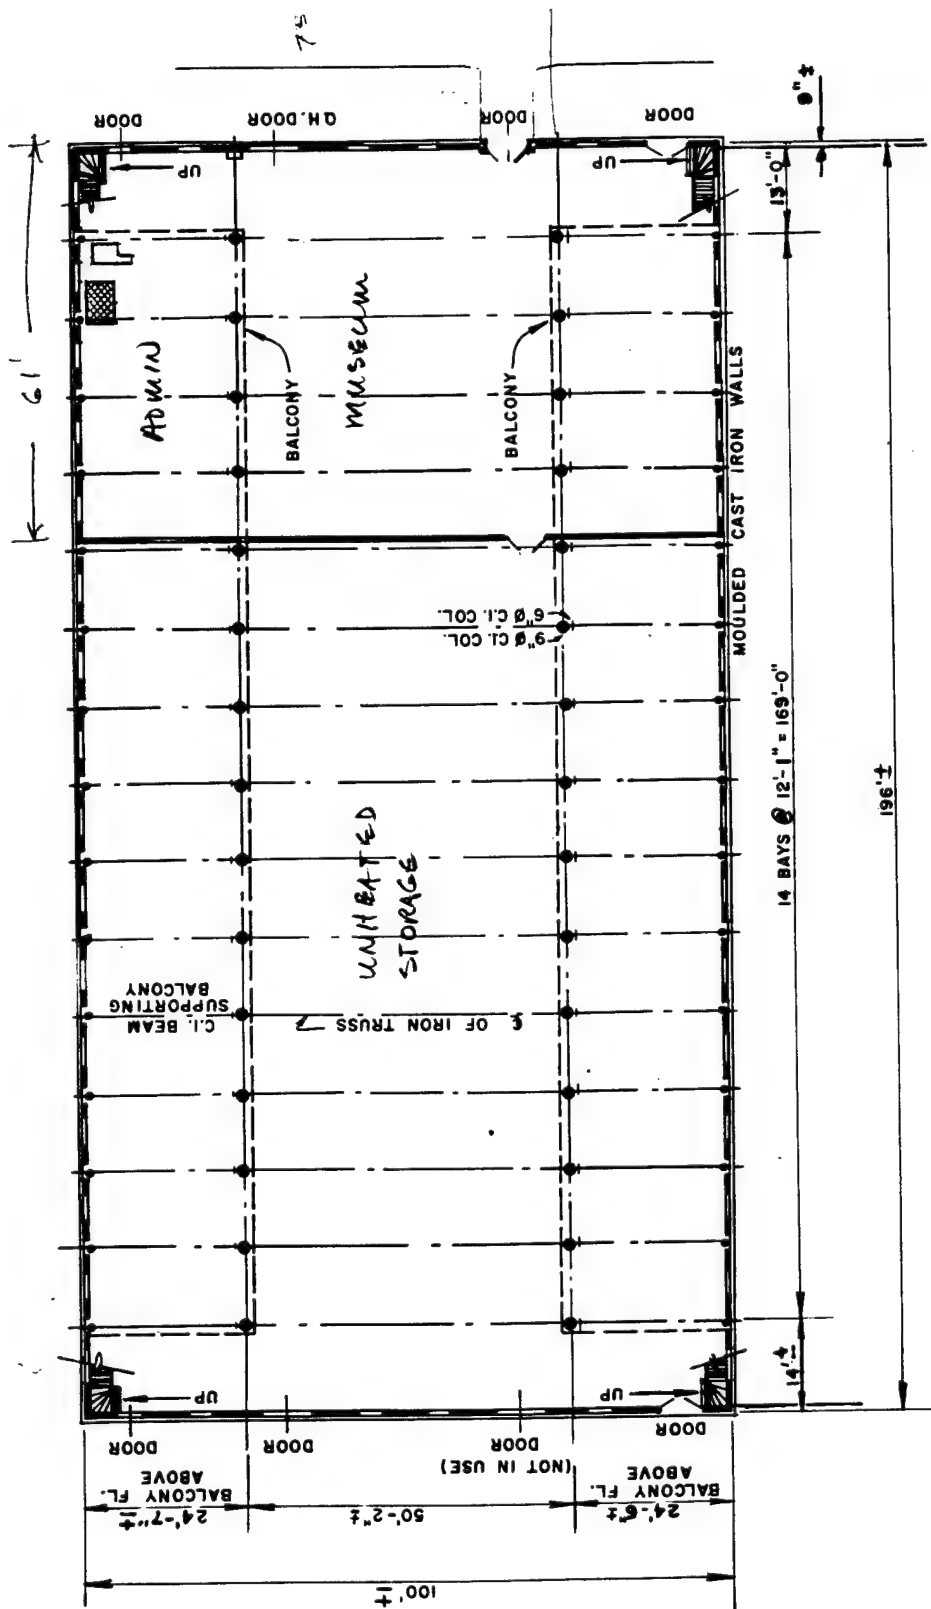 75
DOOR
O.H. DOOR
DOOR
DOOR
9" ±
UP
UP
13'-0"
61'
ADMIN
MUSEUM
BALCONY
BALCONY
MOULDED CAST IRON WALLS
6"Ø C.I. COL.
9"Ø C.I. COL.
14 BAYS @ 12'-1" = 169'-0"
196'±
UNHEATED
STORAGE
C.I. BEAM
SUPPORTING
BALCONY
℄ OF IRON TRUSS
UP
UP
14'±
DOOR
DOOR
DOOR
(NOT IN USE)
DOOR
24'-7"±
BALCONY FL.
ABOVE
50'-2"±
24'-6"±
BALCONY FL.
ABOVE
100'±